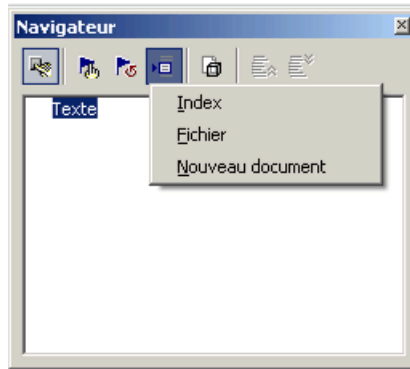 Navigateur
Texte
Index
Fichier
Nouveau document